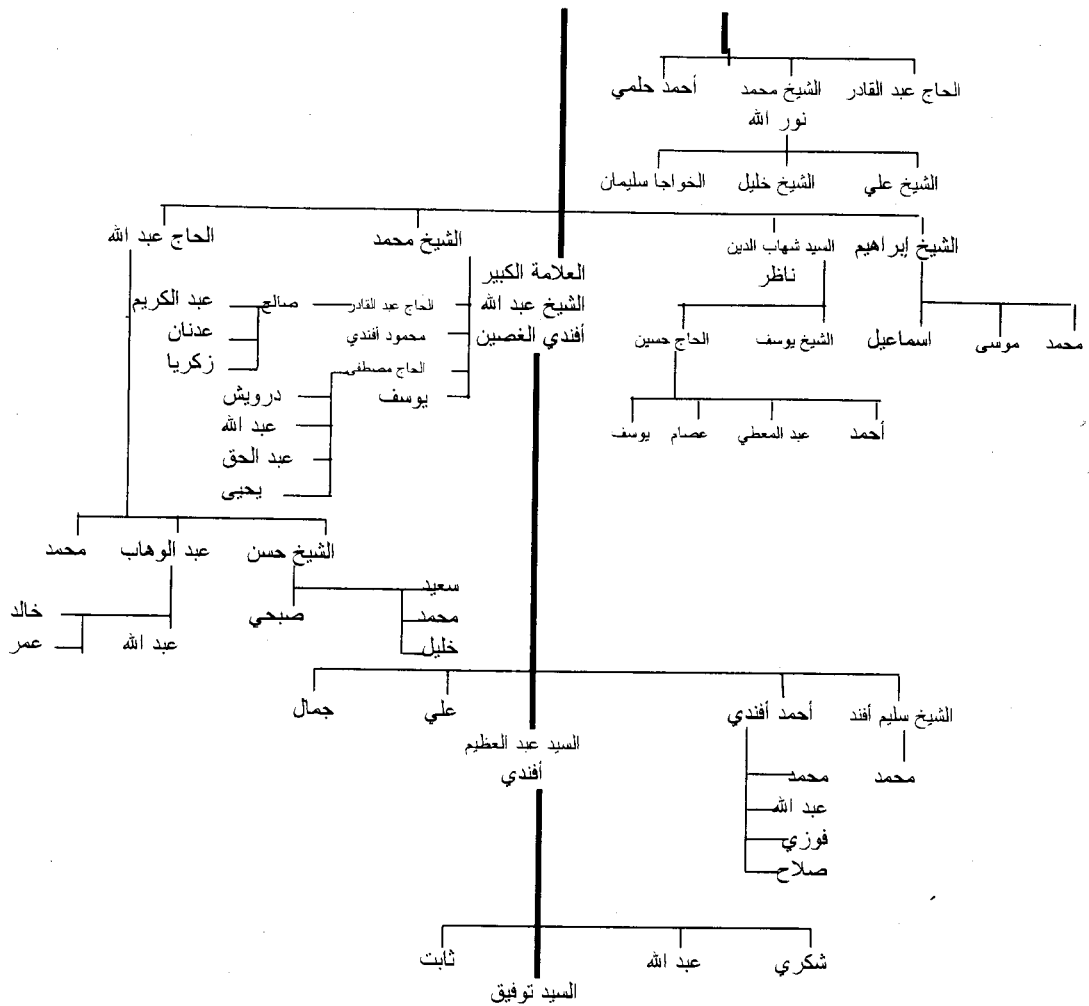 الحاج عبد القادر
الشيخ محمد
نور الله
أحمد حلمي
الشيخ علي
الشيخ خليل
الخواجا سليمان
الشيخ إبراهيم
السيد شهاب الدين
ناظر
الشيخ محمد
الحاج عبد الله
العلامة الكبير
الشيخ عبد الله
أفندي الغصين
محمد
موسى
اسماعيل
الشيخ يوسف
الحاج حسين
أحمد
عبد المعطي
عصام
يوسف
الحاج عبد القادر
محمود أفندي
الحاج مصطفى
يوسف
صالح
عبد الكريم
عدنان
زكريا
درويش
عبد الله
عبد الحق
يحيى
الشيخ حسن
عبد الوهاب
محمد
سعيد
محمد
خليل
صبحي
عبد الله
خالد
عمر
الشيخ سليم أفند
أحمد أفندي
السيد عبد العظيم
أفندي
علي
جمال
محمد
محمد
عبد الله
فوزي
صلاح
شكري
عبد الله
السيد توفيق
ثابت